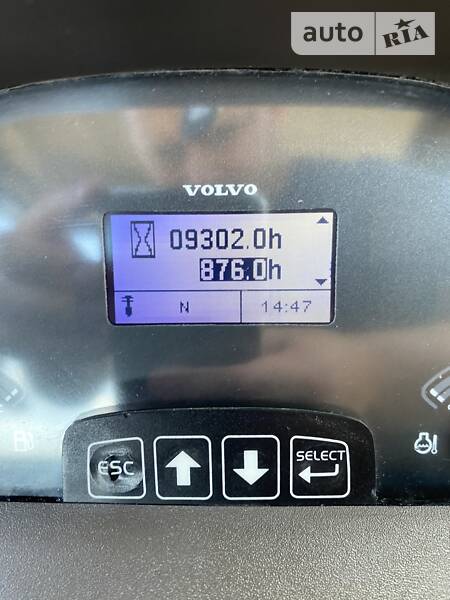 auto RIA
VOLVO
09302.0h
876.0h
N 14:47
ESC SELECT